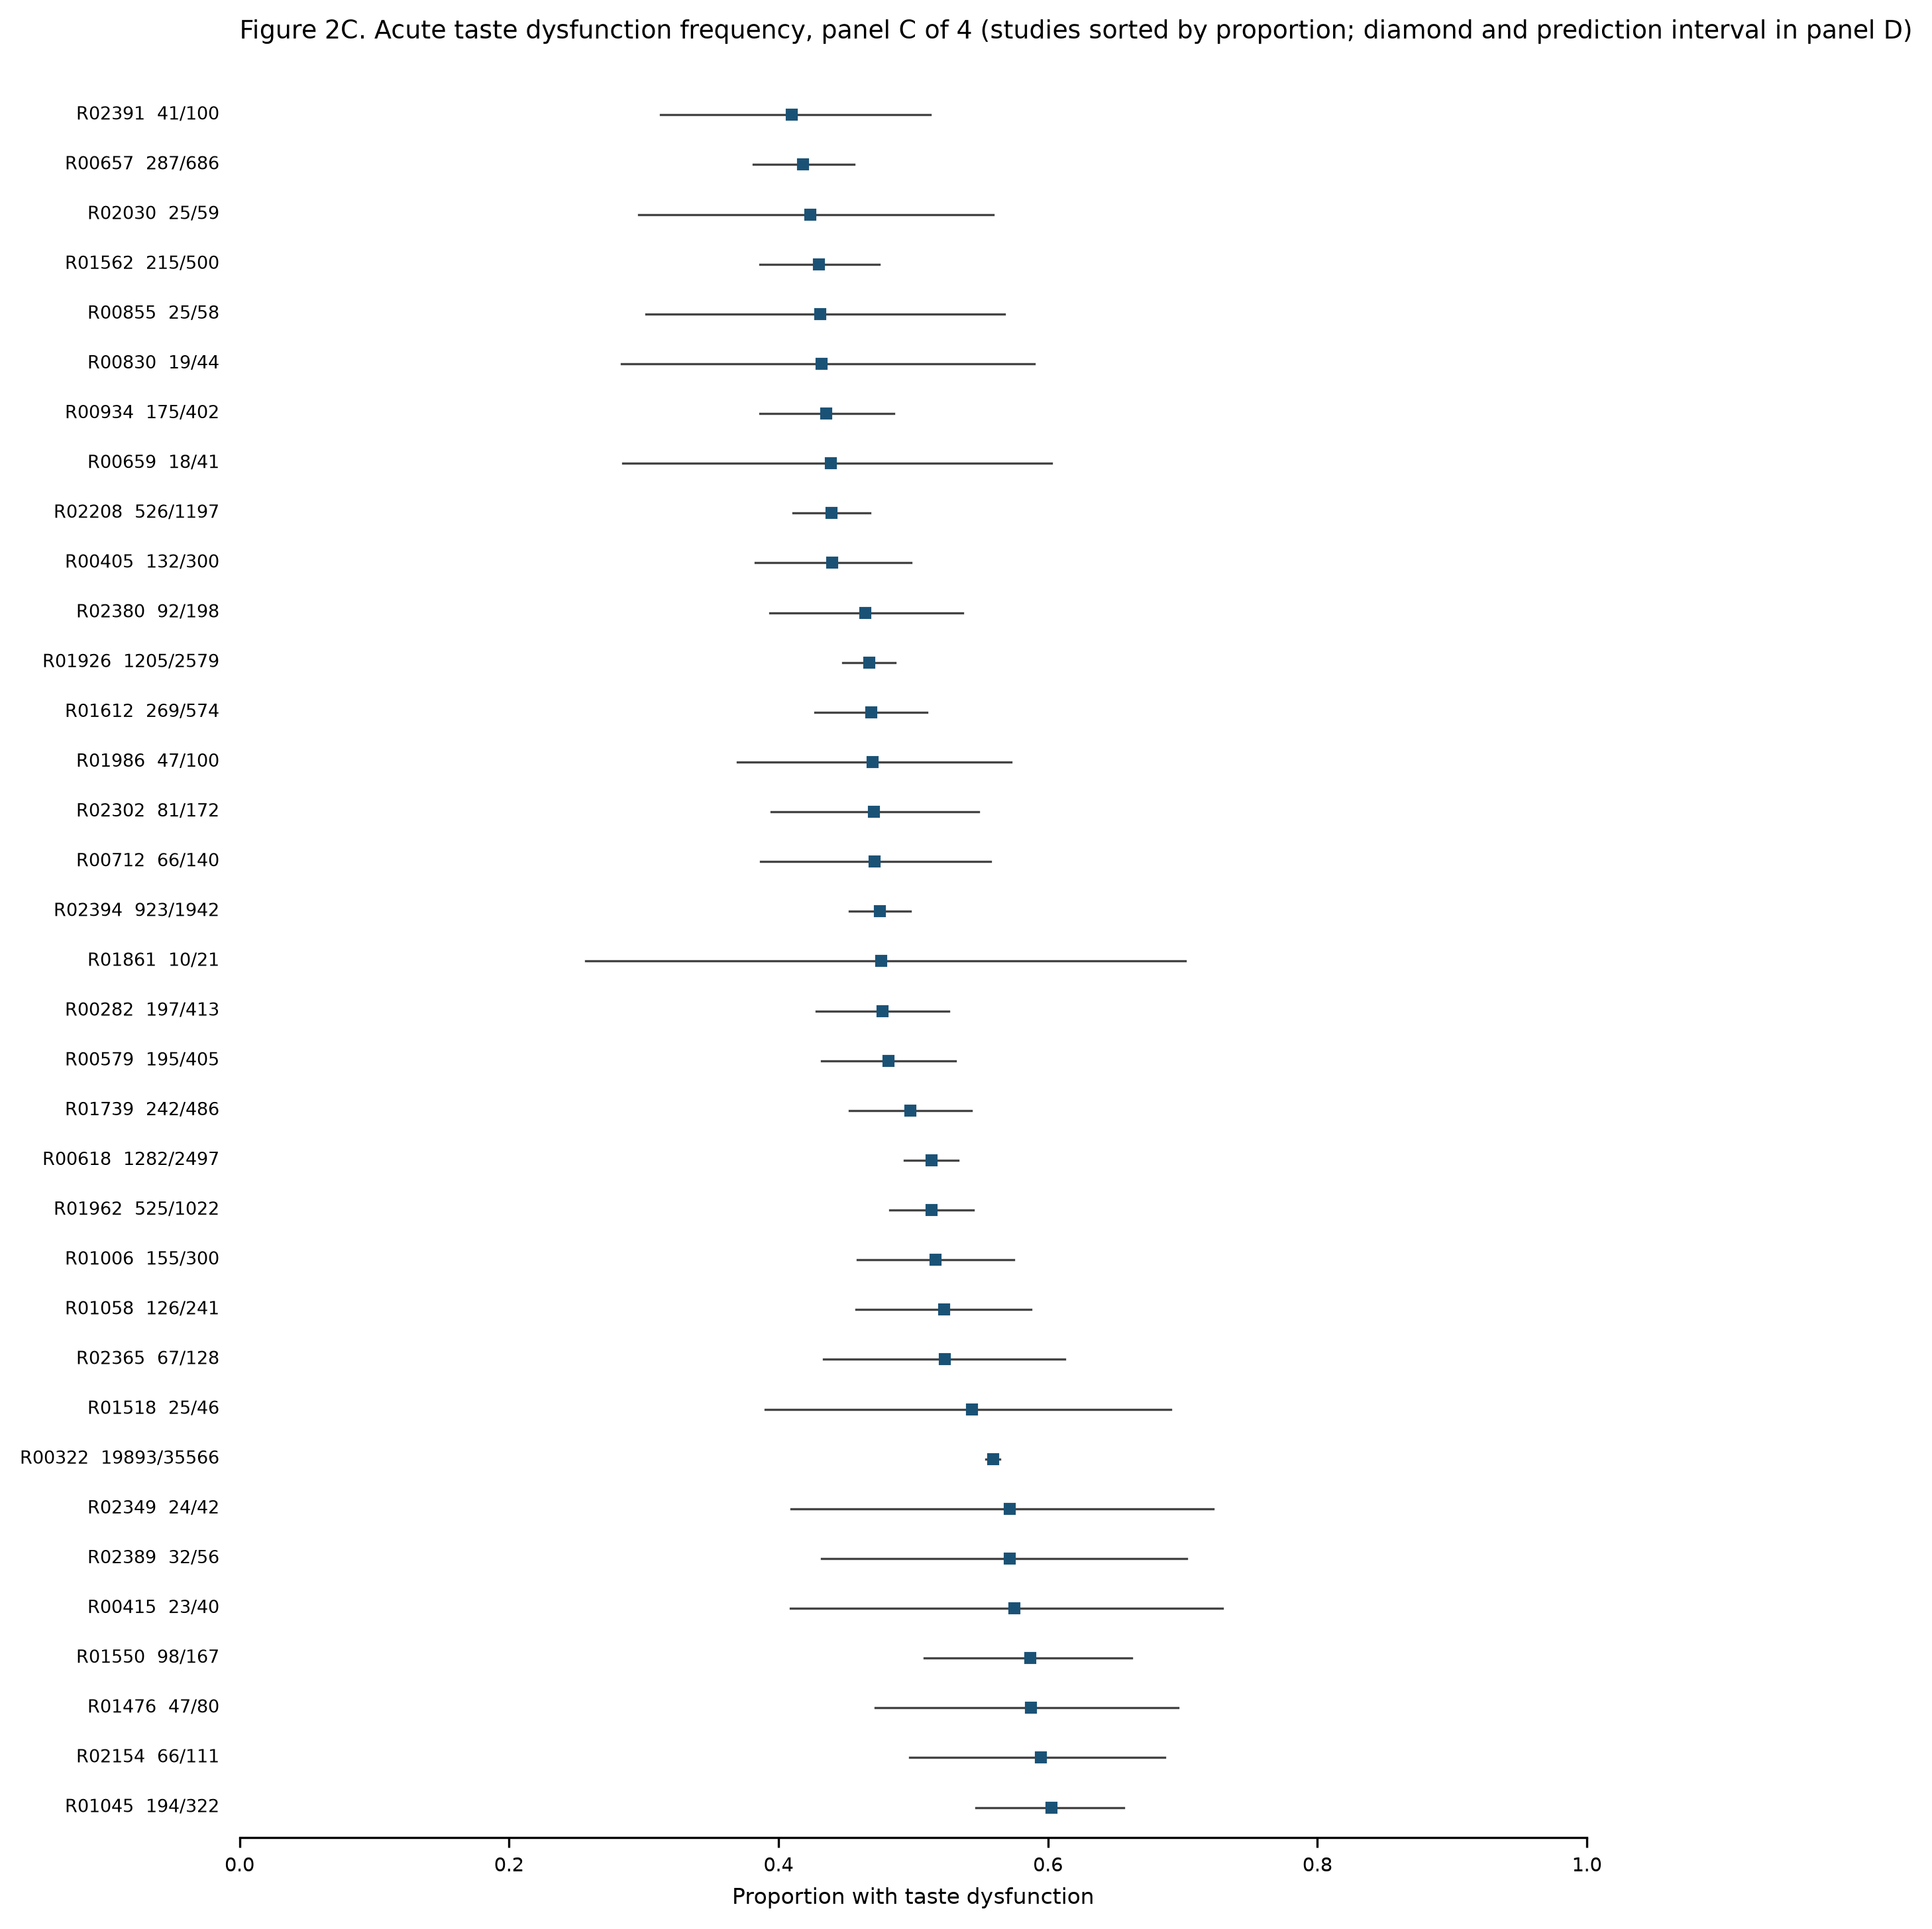 Figure 2C. Acute taste dysfunction frequency, panel C of 4 (studies sorted by proportion; diamond and prediction interval in panel D)
R02391 41/100
R00657 287/686
R02030 25/59
R01562 215/500
R00855 25/58
R00830 19/44
R00934 175/402
R00659 18/41
R02208 526/1197
R00405 132/300
R02380 92/198
R01926 1205/2579
R01612 269/574
R01986 47/100
R02302 81/172
R00712 66/140
R02394 923/1942
R01861 10/21
R00282 197/413
R00579 195/405
R01739 242/486
R00618 1282/2497
R01962 525/1022
R01006 155/300
R01058 126/241
R02365 67/128
R01518 25/46
R00322 19893/35566
R02349 24/42
R02389 32/56
R00415 23/40
R01550 98/167
R01476 47/80
R02154 66/111
R01045 194/322
0.0 0.2 0.4 0.6 0.8 1.0
Proportion with taste dysfunction